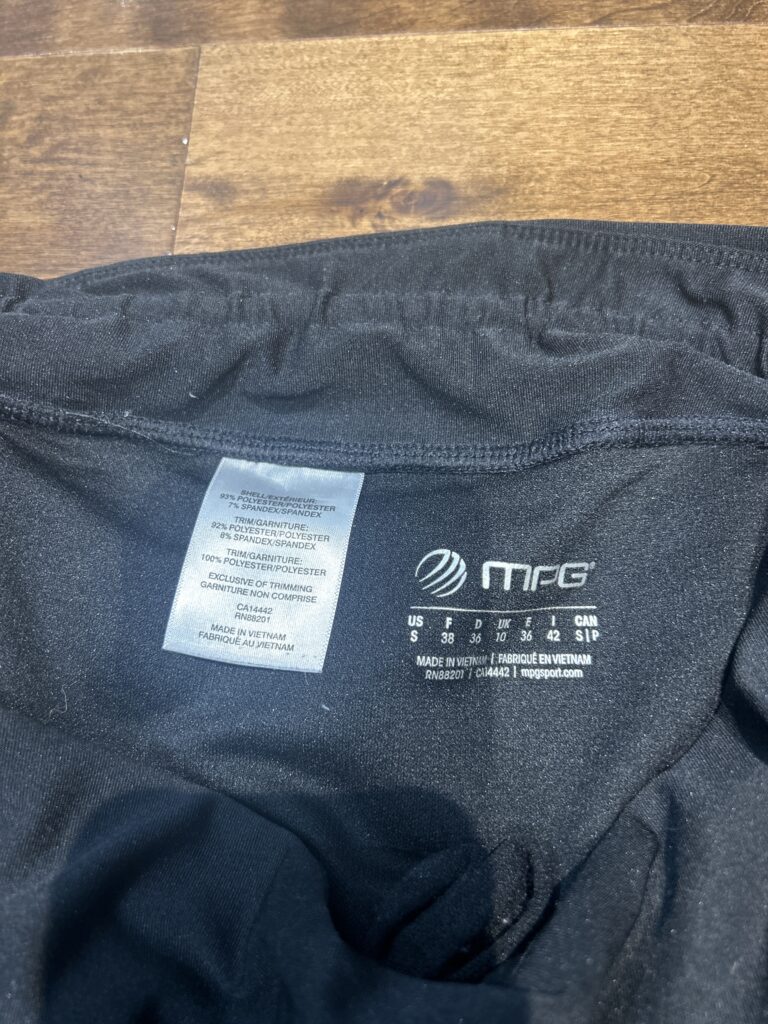 SHELL/EXTÉRIEUR:
93% POLYESTER/POLYESTER
7% SPANDEX/SPANDEX
TRIM/GARNITURE:
92% POLYESTER/POLYESTER
8% SPANDEX/SPANDEX
TRIM/GARNITURE:
100% POLYESTER/POLYESTER
EXCLUSIVE OF TRIMMING
GARNITURE NON COMPRISE
CA14442
RN88201
MADE IN VIETNAM
FABRIQUÉ AU VIETNAM
MPG®
US F D UK E I CAN
S 38 36 10 36 42 S|P
MADE IN VIETNAM | FABRIQUÉ EN VIETNAM
RN88201 | CA14442 | mpgsport.com